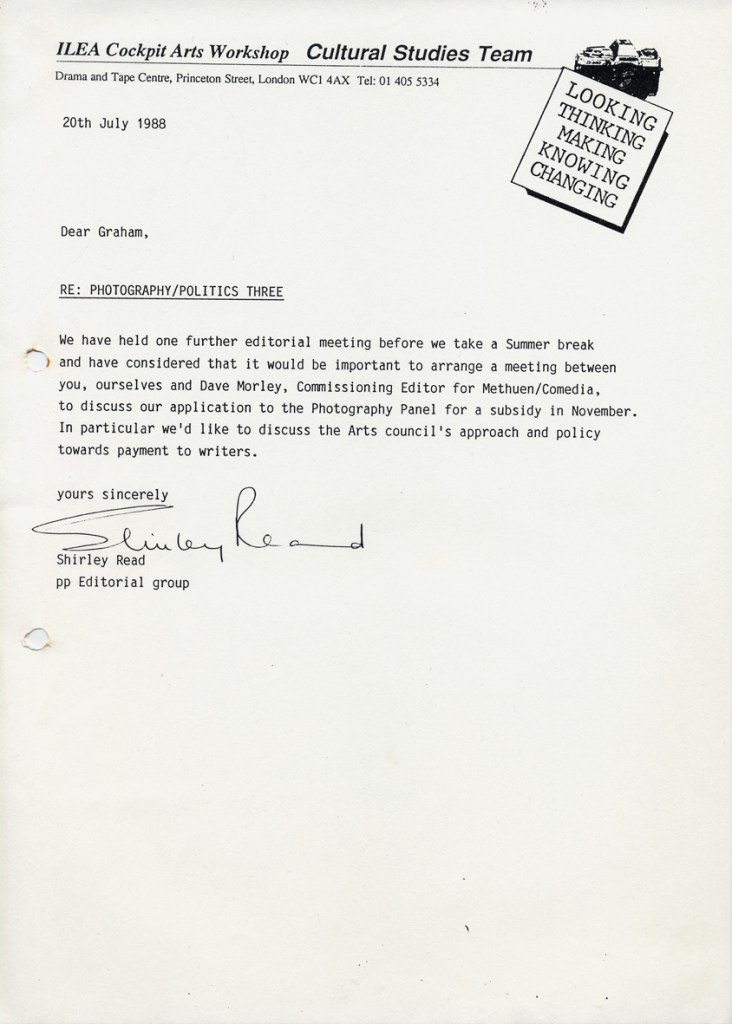 ILEA Cockpit Arts Workshop Cultural Studies Team
Drama and Tape Centre, Princeton Street, London WC1 4AX Tel: 01 405 5334
LOOKING
THINKING
MAKING
KNOWING
CHANGING
20th July 1988
Dear Graham,
RE: PHOTOGRAPHY/POLITICS THREE
We have held one further editorial meeting before we take a Summer break
and have considered that it would be important to arrange a meeting between
you, ourselves and Dave Morley, Commissioning Editor for Methuen/Comedia,
to discuss our application to the Photography Panel for a subsidy in November.
In particular we'd like to discuss the Arts council's approach and policy
towards payment to writers.
yours sincerely
Shirley Read
Shirley Read
pp Editorial group